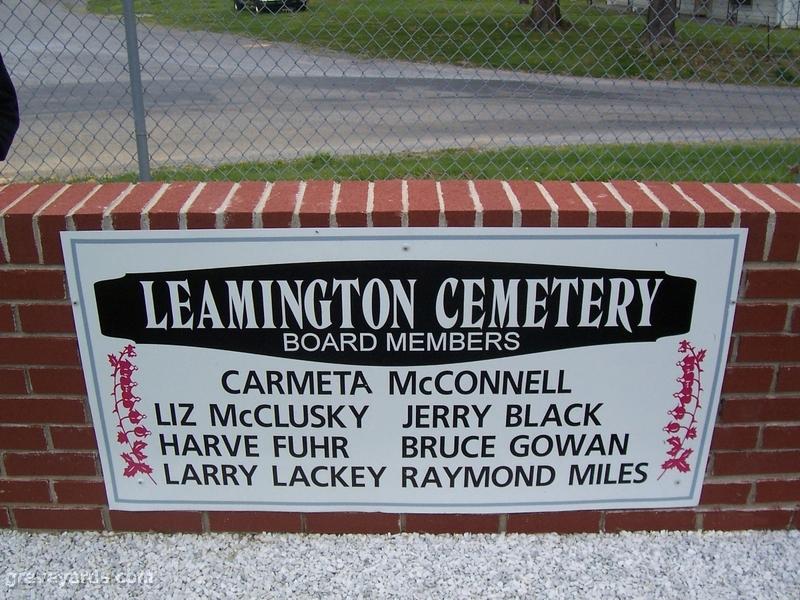 LEAMINGTON CEMETERY
BOARD MEMBERS
CARMETA McCONNELL
LIZ McCLUSKY JERRY BLACK
HARVE FUHR BRUCE GOWAN
LARRY LACKEY RAYMOND MILES
graveyards.com